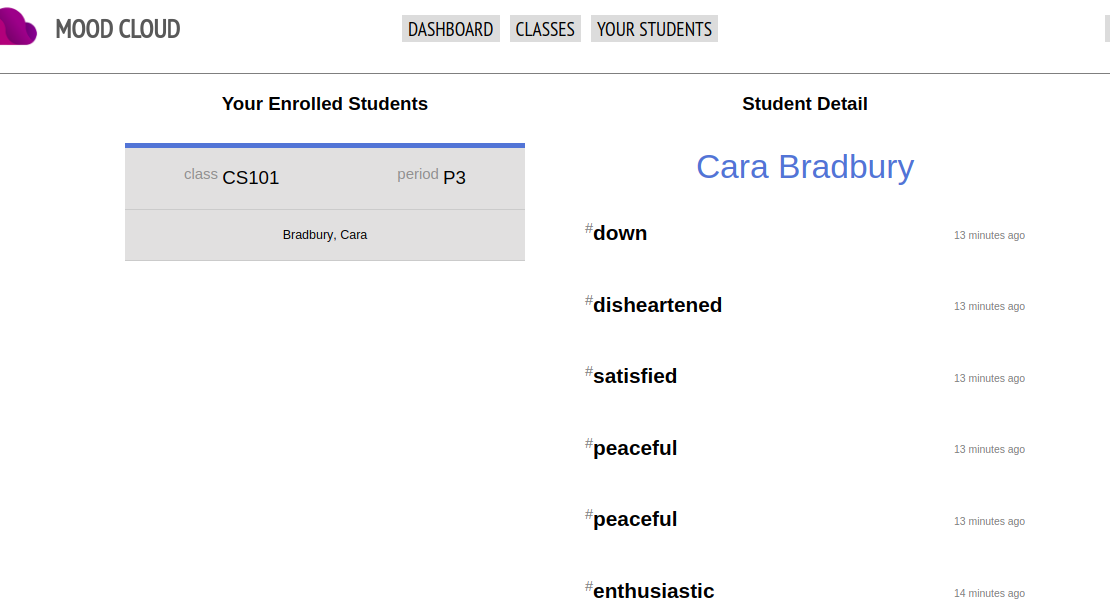 MOOD CLOUD
DASHBOARD CLASSES YOUR STUDENTS
Your Enrolled Students
class CS101 period P3
Bradbury, Cara
Student Detail
Cara Bradbury
#down 13 minutes ago
#disheartened 13 minutes ago
#satisfied 13 minutes ago
#peaceful 13 minutes ago
#peaceful 13 minutes ago
#enthusiastic 14 minutes ago